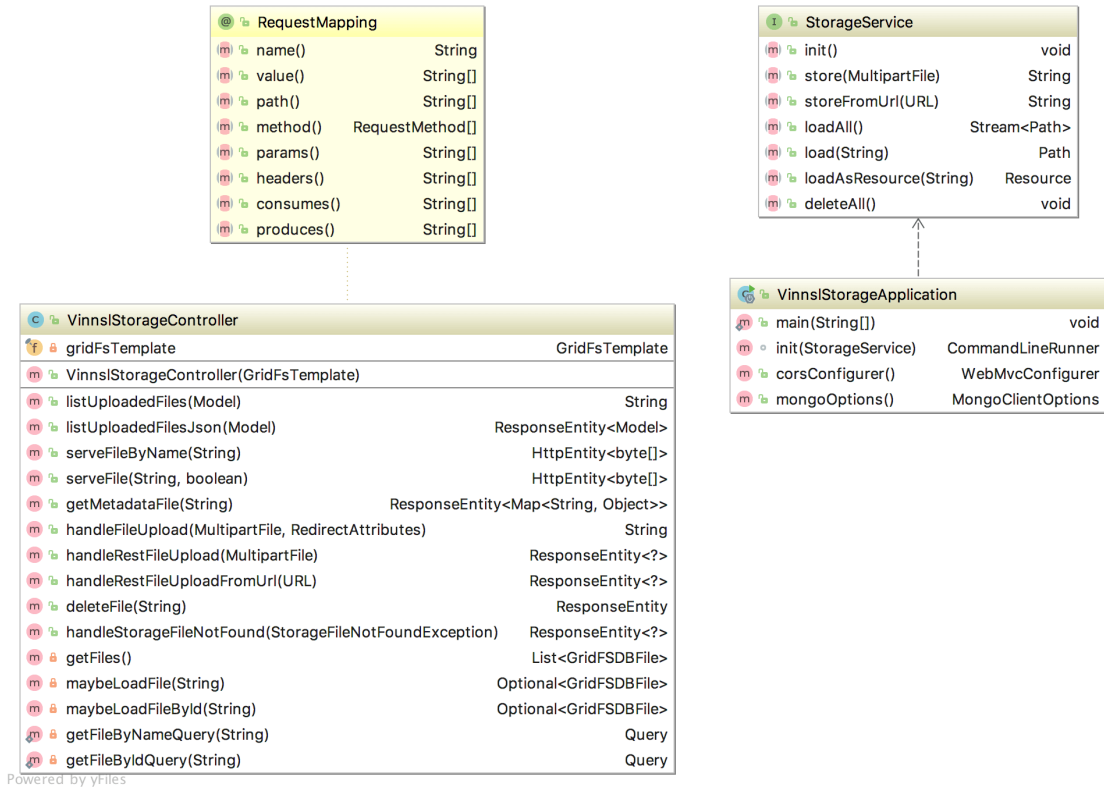 RequestMapping
name() String
value() String[]
path() String[]
method() RequestMethod[]
params() String[]
headers() String[]
consumes() String[]
produces() String[]
StorageService
init() void
store(MultipartFile) String
storeFromUrl(URL) String
loadAll() Stream<Path>
load(String) Path
loadAsResource(String) Resource
deleteAll() void
VinnslStorageController
gridFsTemplate GridFsTemplate
VinnslStorageController(GridFsTemplate)
listUploadedFiles(Model) String
listUploadedFilesJson(Model) ResponseEntity<Model>
serveFileByName(String) HttpEntity<byte[]>
serveFile(String, boolean) HttpEntity<byte[]>
getMetadataFile(String) ResponseEntity<Map<String, Object>>
handleFileUpload(MultipartFile, RedirectAttributes) String
handleRestFileUpload(MultipartFile) ResponseEntity<?>
handleRestFileUploadFromUrl(URL) ResponseEntity<?>
deleteFile(String) ResponseEntity
handleStorageFileNotFound(StorageFileNotFoundException) ResponseEntity<?>
getFiles() List<GridFSDBFile>
maybeLoadFile(String) Optional<GridFSDBFile>
maybeLoadFileById(String) Optional<GridFSDBFile>
getFileByNameQuery(String) Query
getFileByIdQuery(String) Query
VinnslStorageApplication
main(String[]) void
init(StorageService) CommandLineRunner
corsConfigurer() WebMvcConfigurer
mongoOptions() MongoClientOptions
Powered by yFiles